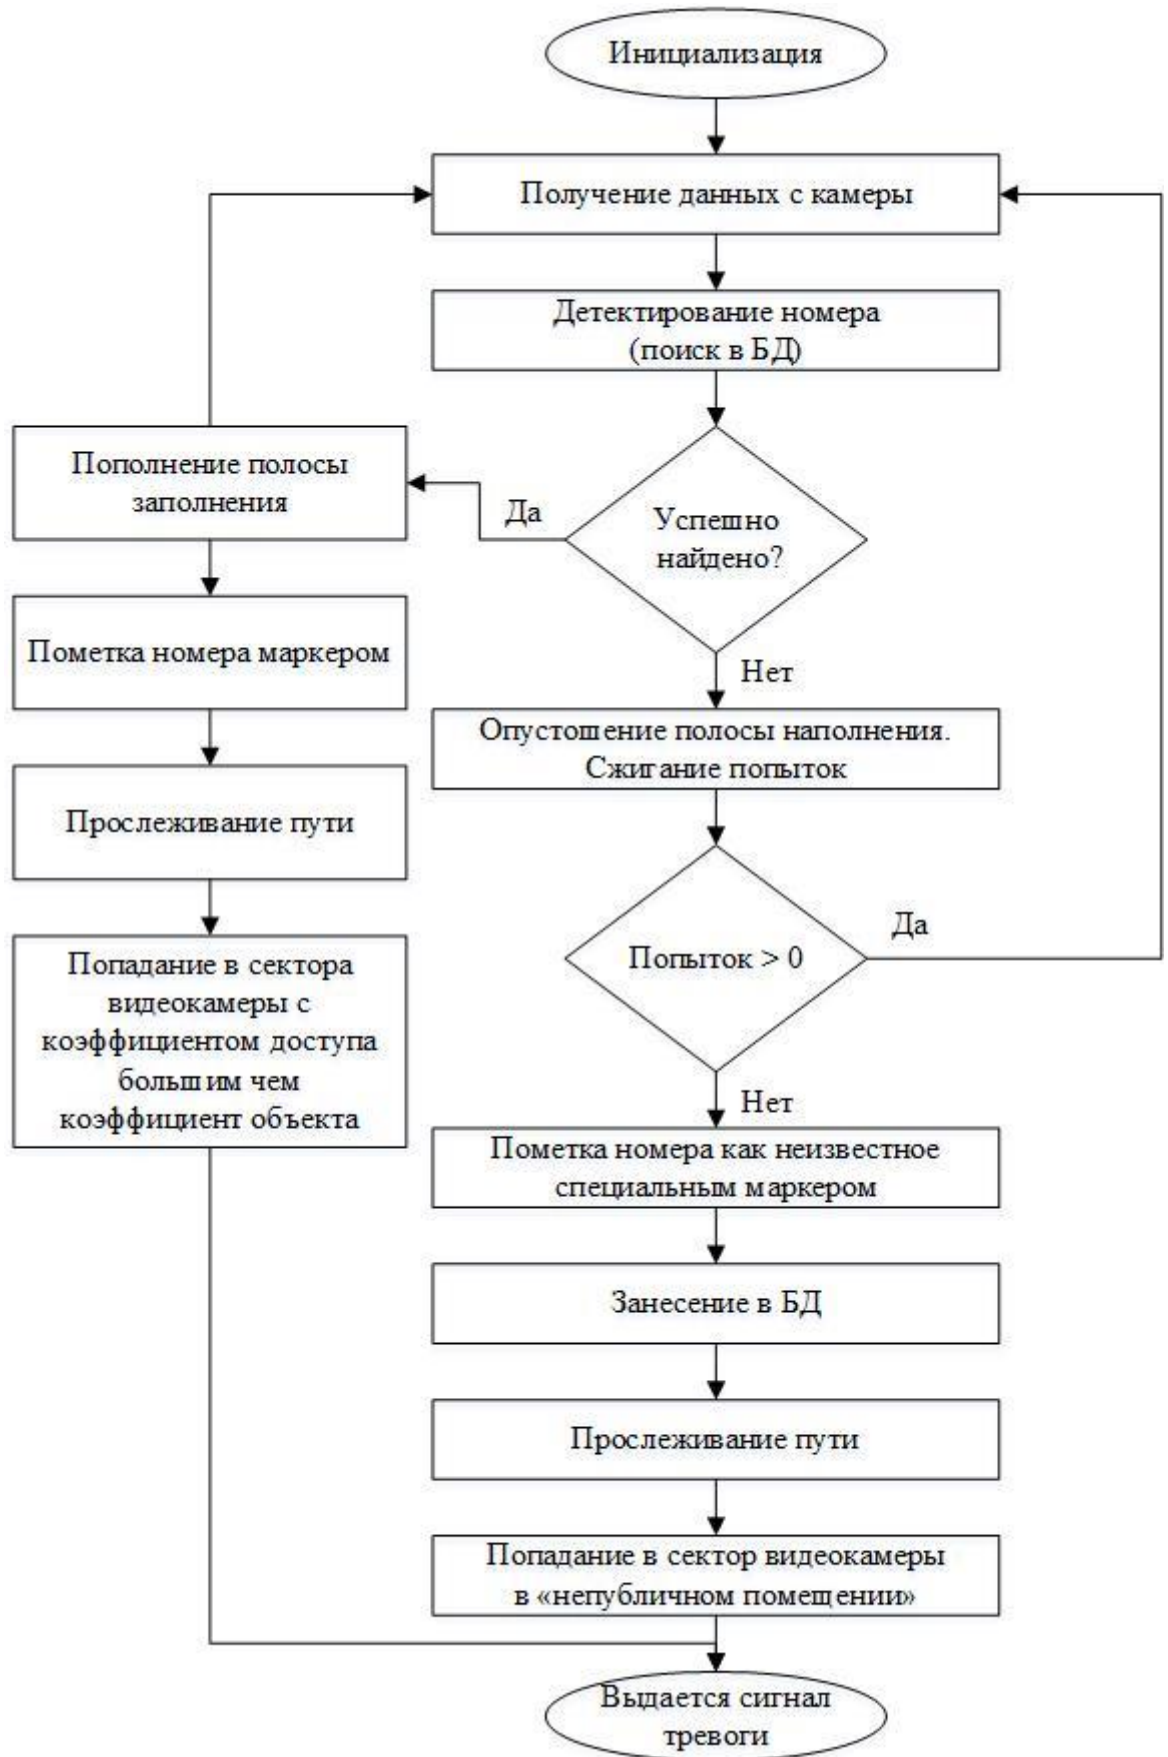 Инициализация
Получение данных с камеры
Детектирование номера
(поиск в БД)
Пополнение полосы
заполнения
Да
Успешно
найдено?
Пометка номера маркером
Нет
Опустошение полосы наполнения.
Сжигание попыток
Прослеживание пути
Да
Попыток > 0
Попадание в сектора
видеокамеры с
коэффициентом доступа
большим чем
коэффициент объекта
Нет
Пометка номера как неизвестное
специальным маркером
Занесение в БД
Прослеживание пути
Попадание в сектор видеокамеры
в «непубличном помещении»
Выдается сигнал
тревоги